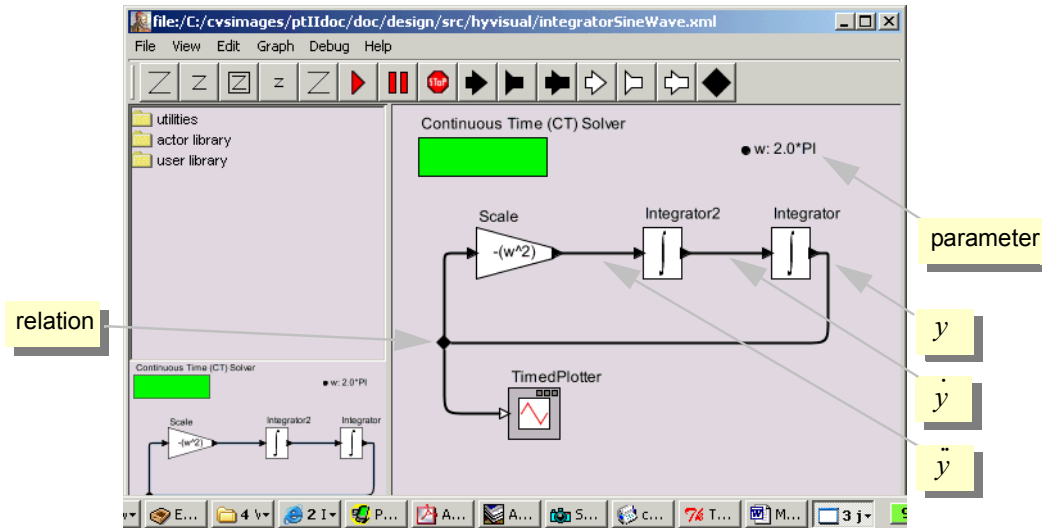 file:/C:/cvsimages/ptIIdoc/doc/design/src/hyvisual/integratorSineWave.xml
File View Edit Graph Debug Help
Z Z Z z Z STOP
utilities
actor library
user library
Continuous Time (CT) Solver
w: 2.0*PI
Scale
-(w^2)
Integrator2
∫
Integrator
∫
TimedPlotter
parameter
relation
y
ẏ
ÿ
Continuous Time (CT) Solver
w: 2.0*PI
Scale
-(w^2)
Integrator2
∫
Integrator
∫
E... 4 2 I P... A... A... S... c... T... M... 3 j